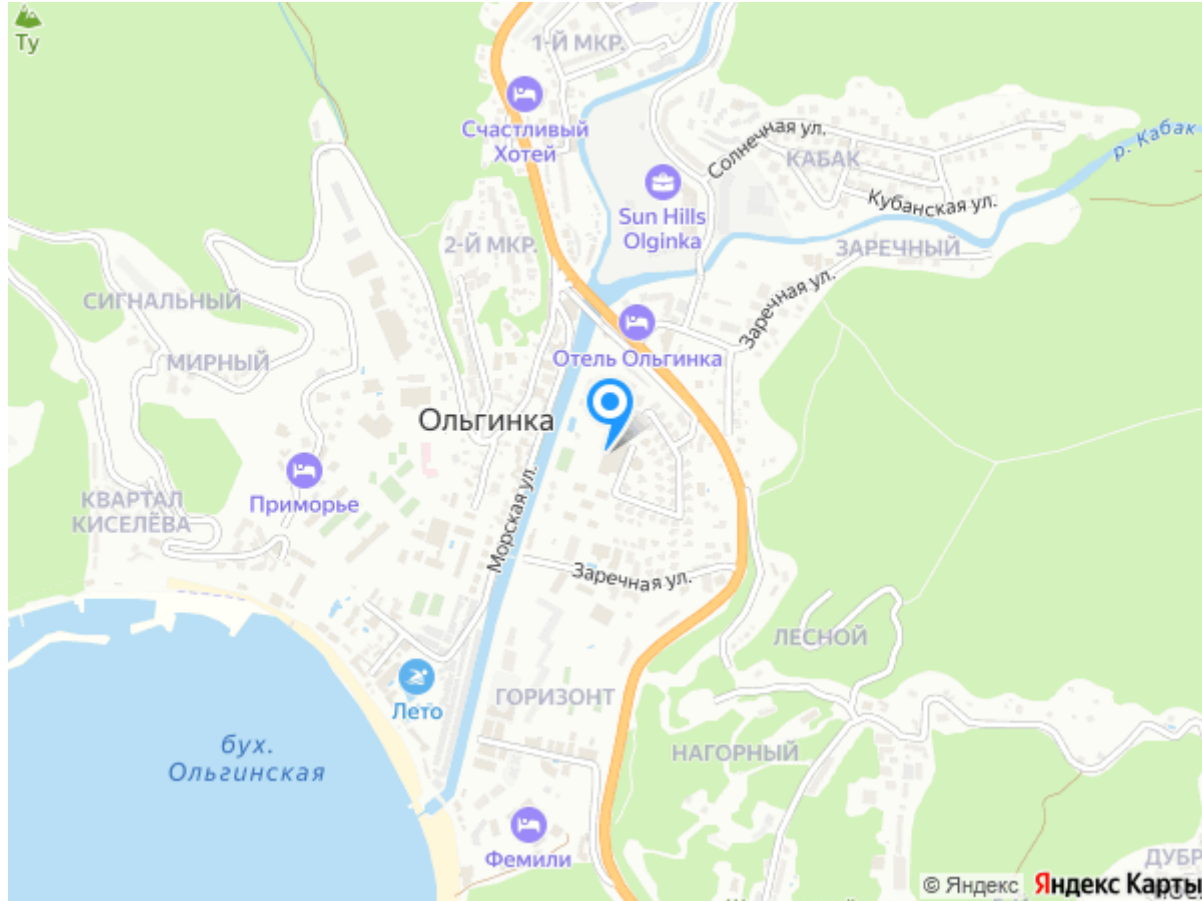 Ту
1-Й МКР.
Счастливый
Хотей
Солнечная ул.
КАБАК
р. Кабак
Sun Hills
Olginka
Кубанская ул.
2-Й МКР.
ЗАРЕЧНЫЙ
СИГНАЛЬНЫЙ
Заречная ул.
МИРНЫЙ
Отель Ольгинка
Ольгинка
КВАРТАЛ
КИСЕЛЁВА
Приморье
Морская ул.
Заречная ул.
ЛЕСНОЙ
ГОРИЗОНТ
Лето
бух.
Ольгинская
НАГОРНЫЙ
Фемили
ДУБР
© Яндекс Яндекс Карты